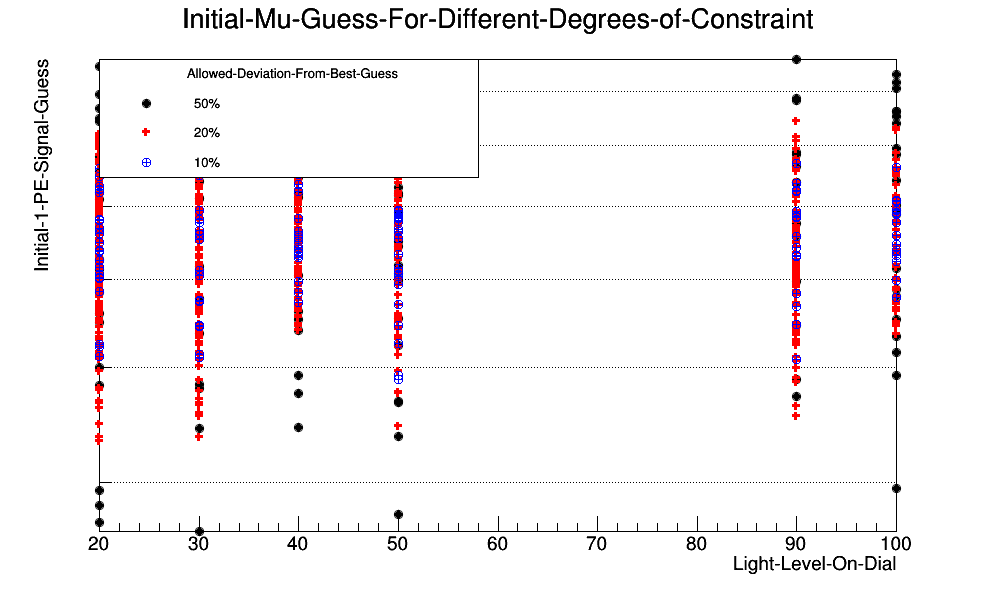 Initial-Mu-Guess-For-Different-Degrees-of-Constraint
Initial-1-PE-Signal-Guess
Allowed-Deviation-From-Best-Guess
50%
20%
10%
20 30 40 50 60 70 80 90 100
Light-Level-On-Dial